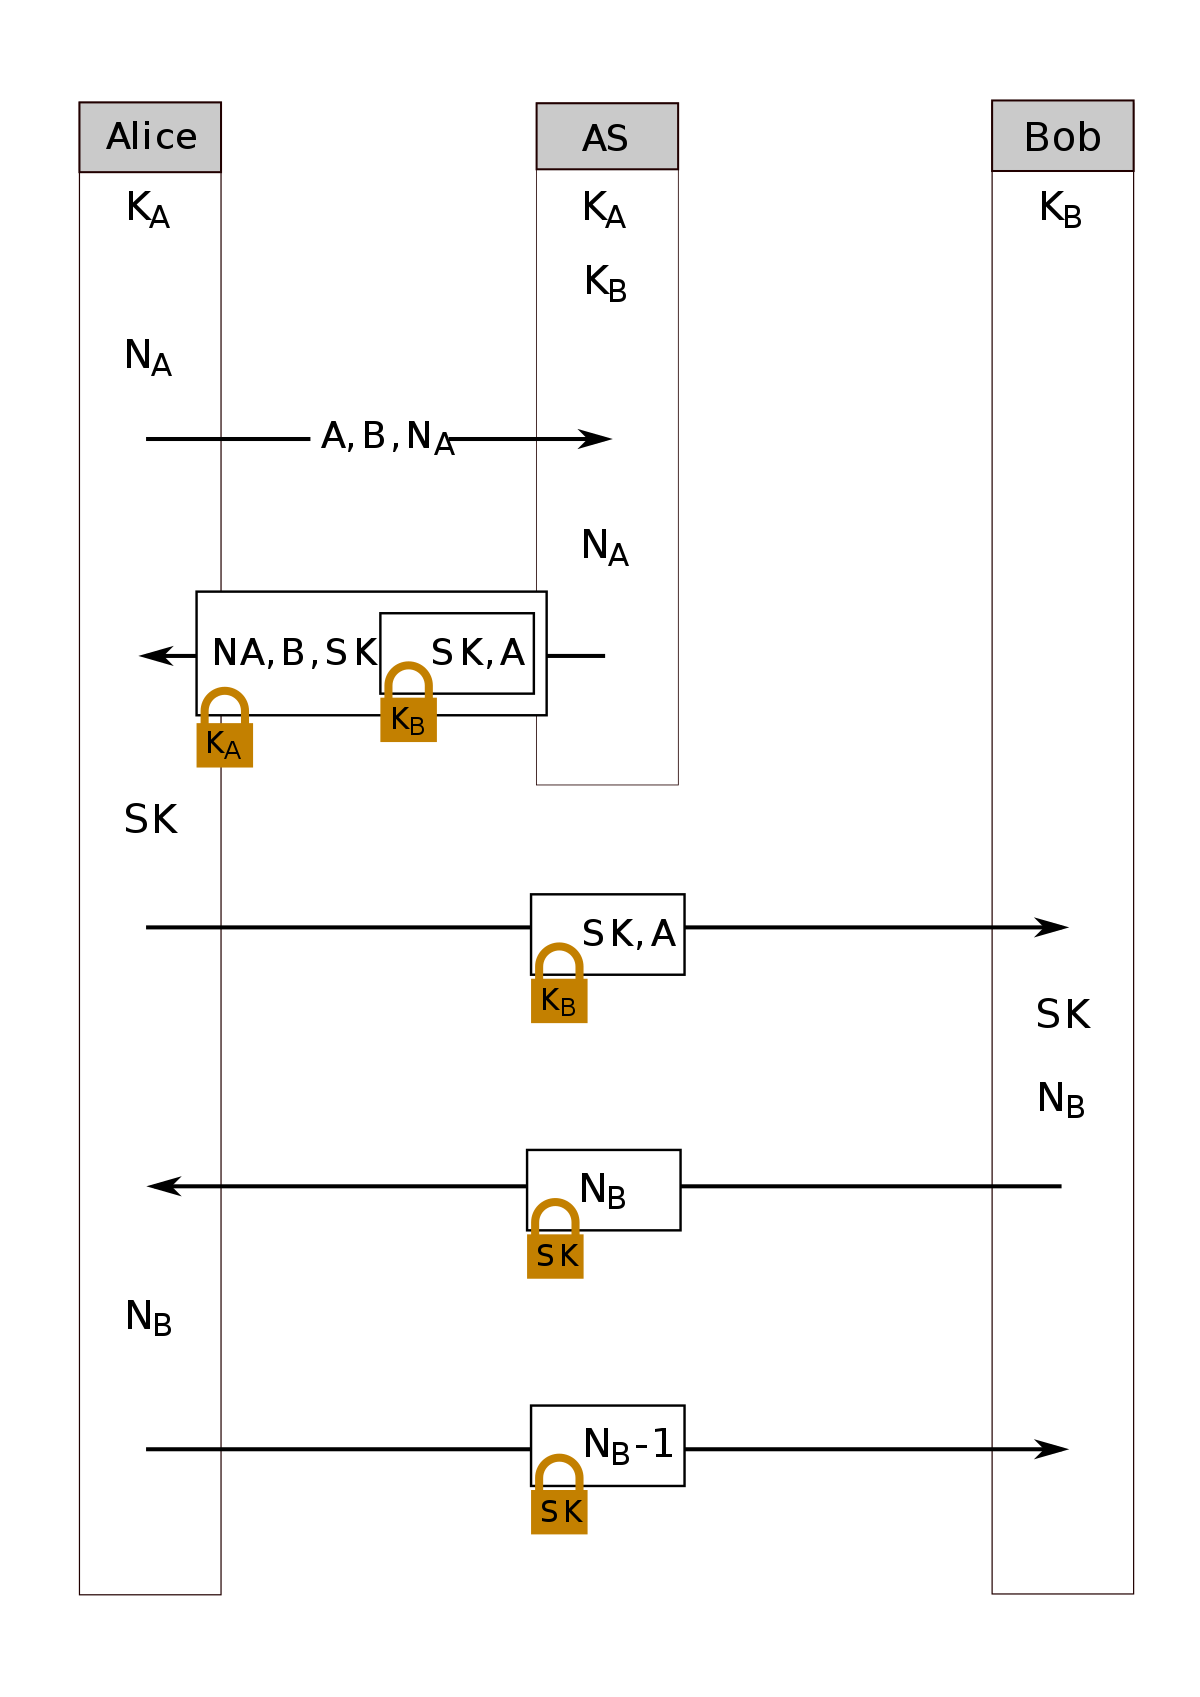 Alice AS Bob
KA KA KB
KB
NA
A, B, NA
NA
NA, B, SK SK, A
KB
KA
SK
SK, A
KB
SK
NB
NB
SK
NB
NB-1
SK